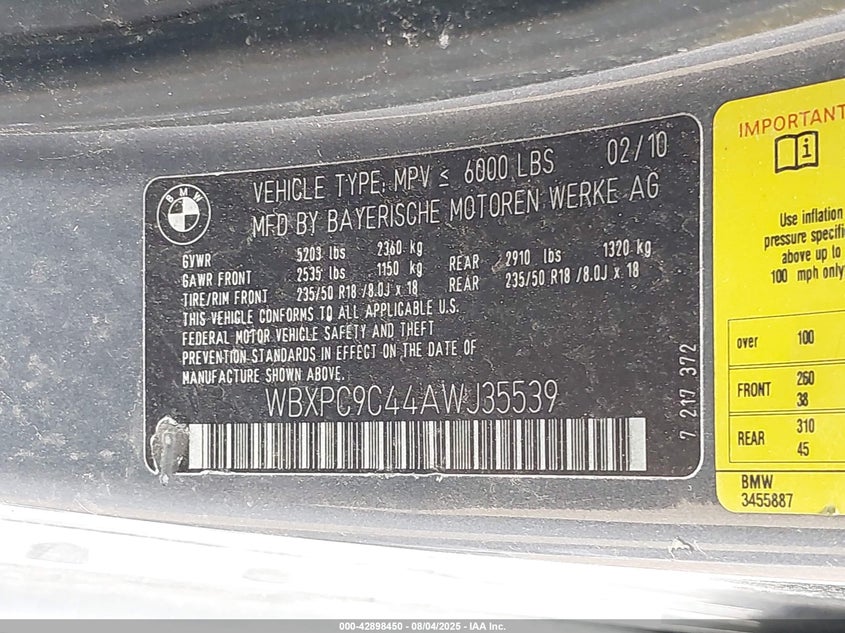 BMW
VEHICLE TYPE: MPV ≤ 6000 LBS 02/10
MFD BY BAYERISCHE MOTOREN WERKE AG
GVWR 5203 lbs 2360 kg
GAWR FRONT 2535 lbs 1150 kg REAR 2910 lbs 1320 kg
TIRE/RIM FRONT 235/50 R18 /8.0J x 18 REAR 235/50 R18 /8.0J x 18
THIS VEHICLE CONFORMS TO ALL APPLICABLE U.S.
FEDERAL MOTOR VEHICLE SAFETY AND THEFT
PREVENTION STANDARDS IN EFFECT ON THE DATE OF
MANUFACTURE SHOWN ABOVE.
WBXPC9C44AWJ35539
7 217 372
IMPORTANT
i
Use inflation
pressure specifi
above up to
100 mph only
over 100
FRONT 260
38
REAR 310
45
BMW
3455887
000-42898450 - 08/04/2025 - IAA Inc.